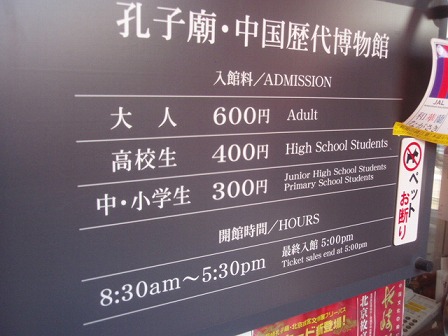 孔子廟・中国歴代博物館
入館料/ADMISSION
大人 600円 Adult
高校生 400円 High School Students
中・小学生 300円 Junior High School Students
Primary School Students
開館時間/HOURS
8:30am～5:30pm 最終入館 5:00pm
Ticket sales end at 5:00pm
JAL
ペット
お断り